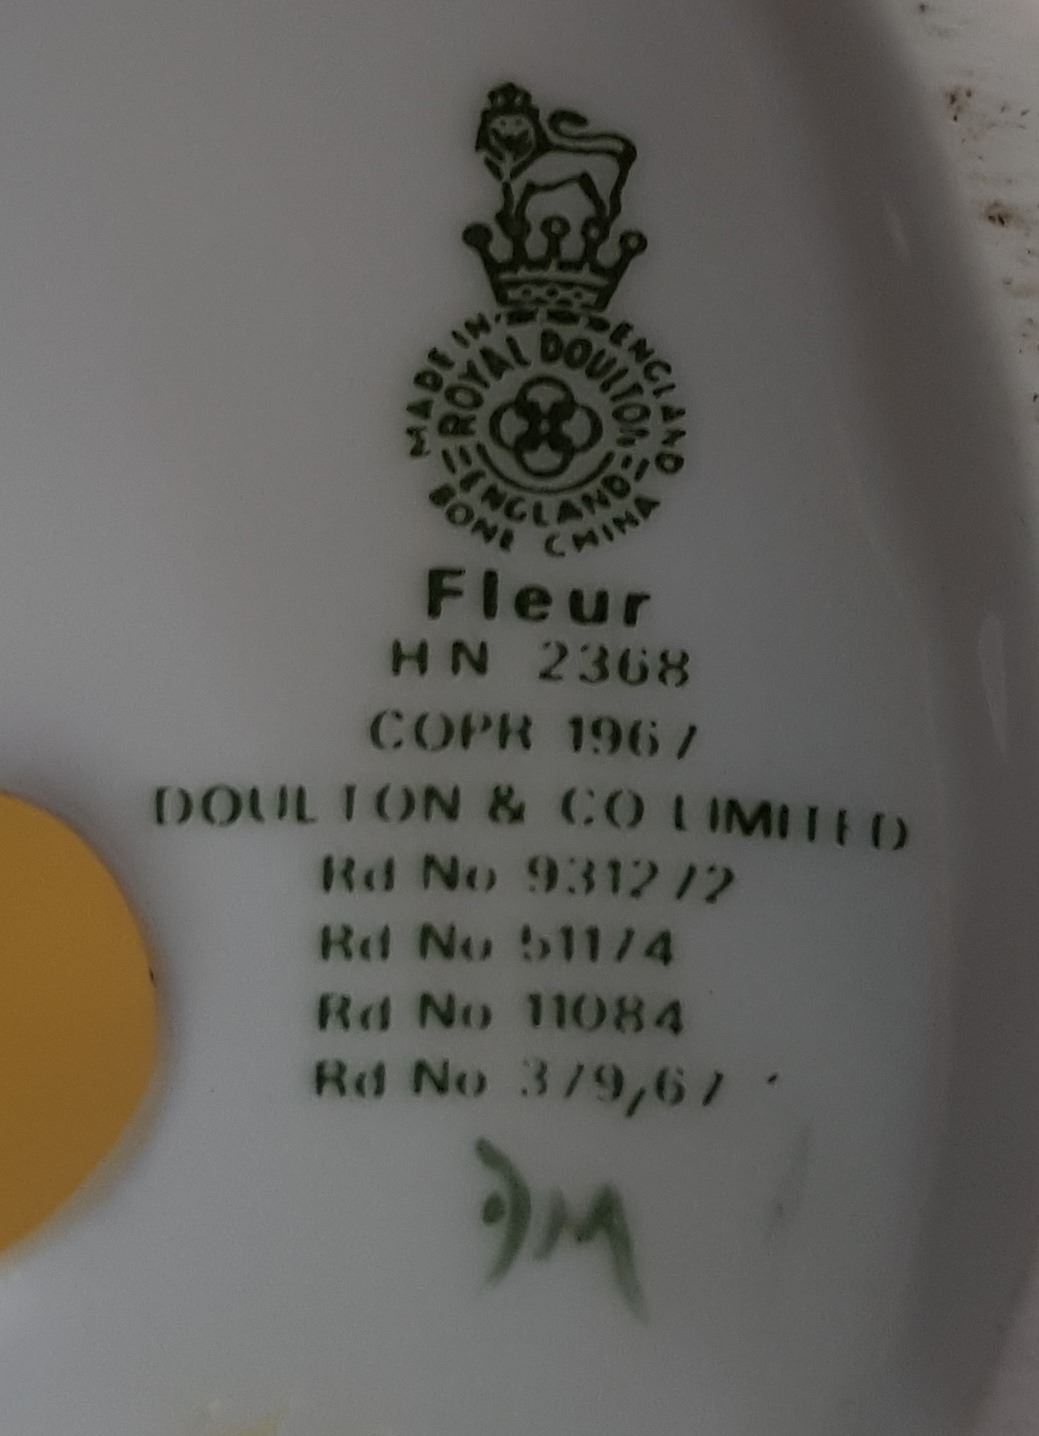 MADE IN ENGLAND
ROYAL DOULTON
ENGLAND
BONE CHINA
Fleur
HN 2368
COPR 1967
DOULTON & CO LIMITED
Rd No 931272
Rd No 51174
Rd No 11084
Rd No 379/67